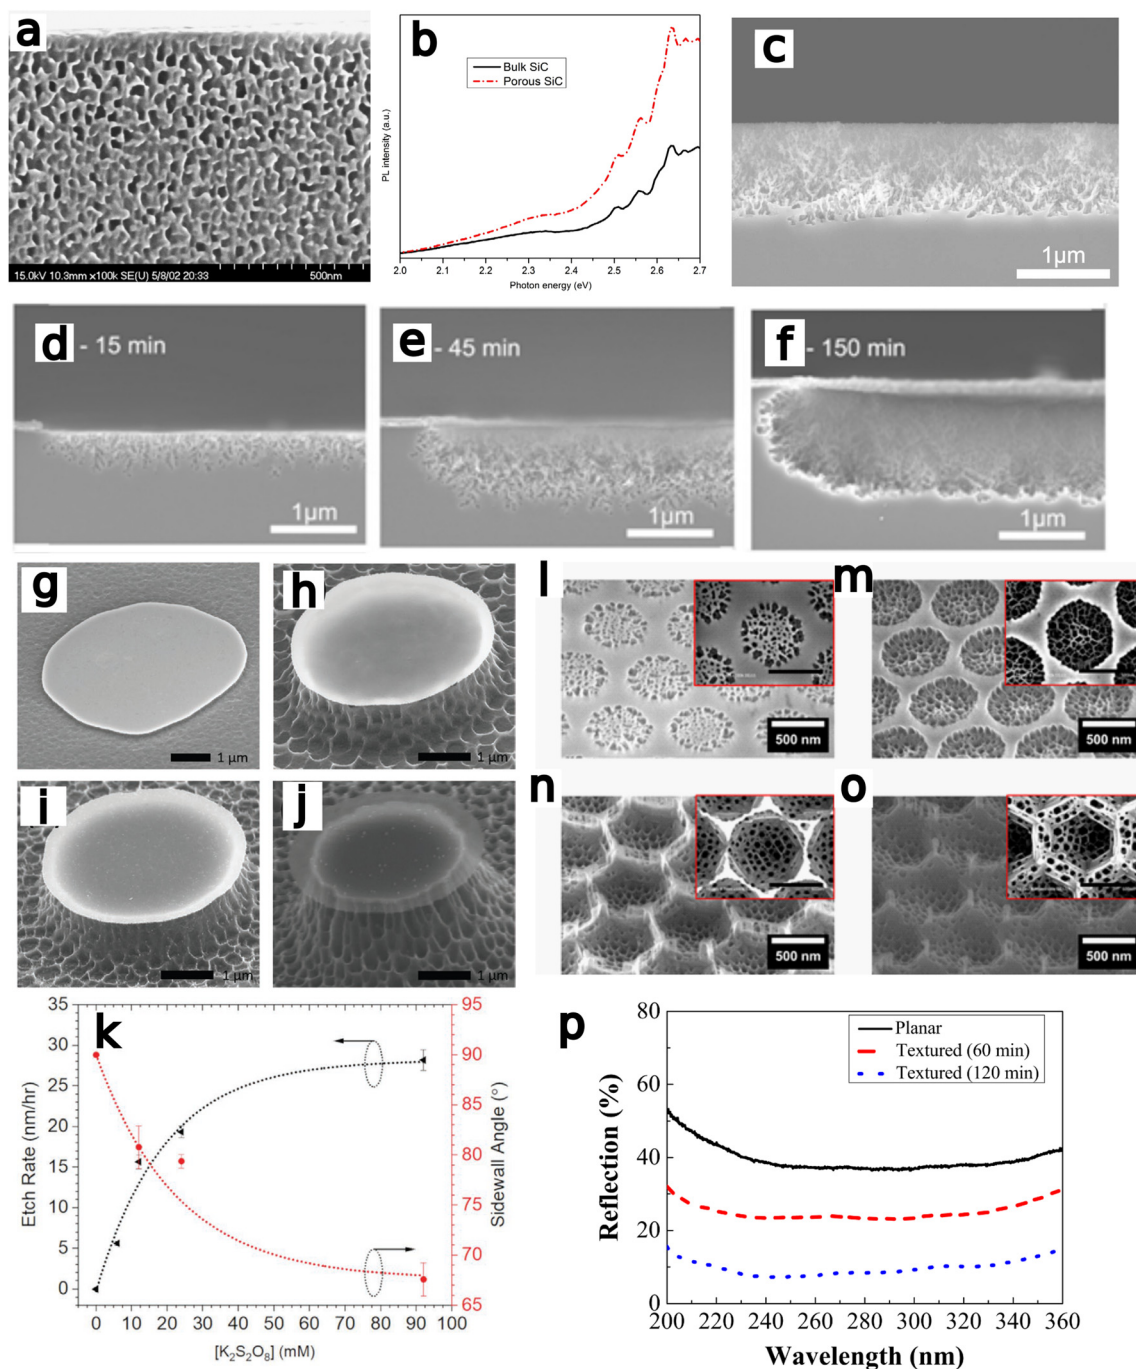 a
15.0kV 10.3mm x100k SE(U) 5/8/02 20:33
500nm
b
Bulk SiC
Porous SiC
PL intensity (a.u.)
2.0 2.1 2.2 2.3 2.4 2.5 2.6 2.7
Photon energy (eV)
c
1µm
d - 15 min
1µm
e - 45 min
1µm
f - 150 min
1µm
g
1 µm
h
1 µm
i
1 µm
j
1 µm
l
500 nm
m
500 nm
n
500 nm
o
500 nm
k
35
30
25
20
15
10
5
0
Etch Rate (nm/hr)
95
90
85
80
75
70
65
Sidewall Angle (°)
0 10 20 30 40 50 60 70 80 90 100
[K₂S₂O₈] (mM)
p
Planar
Textured (60 min)
Textured (120 min)
80
60
40
20
0
Reflection (%)
200 220 240 260 280 300 320 340 360
Wavelength (nm)